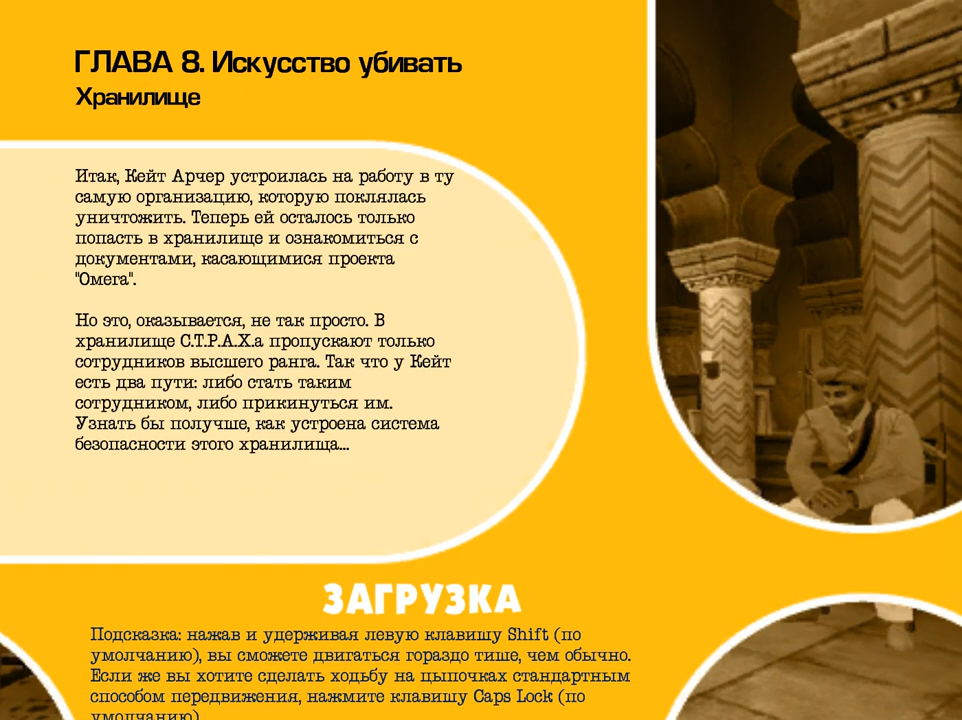 ГЛАВА 8. Искусство убивать
Хранилище
Итак, Кейт Арчер устроилась на работу в ту
самую организацию, которую поклялась
уничтожить. Теперь ей осталось только
попасть в хранилище и ознакомиться с
документами, касающимися проекта
"Омега".
Но это, оказывается, не так просто. В
хранилище С.Т.Р.А.Х.а пропускают только
сотрудников высшего ранга. Так что у Кейт
есть два пути: либо стать таким
сотрудником, либо прикинуться им.
Узнать бы получше, как устроена система
безопасности этого хранилища...
ЗАГРУЗКА
Подсказка: нажав и удерживая левую клавишу Shift (по
умолчанию), вы сможете двигаться гораздо тише, чем обычно.
Если же вы хотите сделать ходьбу на цыпочках стандартным
способом передвижения, нажмите клавишу Caps Lock (по
умолчанию)